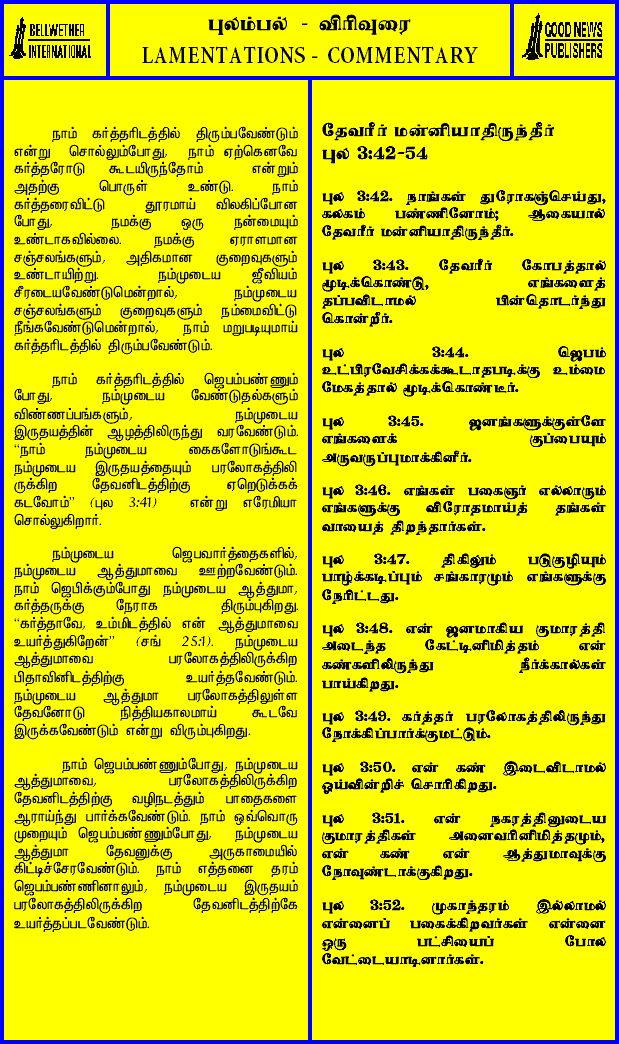 BELLWETHER
INTERNATIONAL
புலம்பல் - விரிவுரை
LAMENTATIONS - COMMENTARY
GOOD NEWS
PUBLISHERS
நாம் கர்த்தரிடத்தில் திரும்பவேண்டும்
என்று சொல்லும்போது, நாம் ஏற்கெனவே
கர்த்தரோடு கூடயிருந்தோம் என்றும்
அதற்கு பொருள் உண்டு. நாம்
கர்த்தரைவிட்டு தூரமாய் விலகிப்போன
போது, நமக்கு ஒரு நன்மையும்
உண்டாகவில்லை. நமக்கு ஏராளமான
சஞ்சலங்களும், அதிகமான குறைவுகளும்
உண்டாயிற்று. நம்முடைய ஜீவியம்
சீரடையவேண்டுமென்றால், நம்முடைய
சஞ்சலங்களும் குறைவுகளும் நம்மைவிட்டு
நீங்கவேண்டுமென்றால், நாம் மறுபடியுமாய்
கர்த்தரிடத்தில் திரும்பவேண்டும்.
நாம் கர்த்தரிடத்தில் ஜெபம்பண்ணும்
போது, நம்முடைய வேண்டுதல்களும்
விண்ணப்பங்களும், நம்முடைய
இருதயத்தின் ஆழத்திலிருந்து வரவேண்டும்.
“நாம் நம்முடைய கைகளோடுங்கூட
நம்முடைய இருதயத்தையும் பரலோகத்திலி
ருக்கிற தேவனிடத்திற்கு ஏறெடுக்கக்
கடவோம்” (புல 3:41) என்று எரேமியா
சொல்லுகிறார்.
நம்முடைய ஜெபவார்த்தைகளில்,
நம்முடைய ஆத்துமாவை ஊற்றவேண்டும்.
நாம் ஜெபிக்கும்போது நம்முடைய ஆத்துமா,
கர்த்தருக்கு நேராக திரும்புகிறது.
“கர்த்தாவே, உம்மிடத்தில் என் ஆத்துமாவை
உயர்த்துகிறேன்” (சங் 25:1). நம்முடைய
ஆத்துமாவை பரலோகத்திலிருக்கிற
பிதாவினிடத்திற்கு உயர்த்தவேண்டும்.
நம்முடைய ஆத்துமா பரலோகத்திலுள்ள
தேவனோடு நித்தியகாலமாய் கூடவே
இருக்கவேண்டும் என்று விரும்புகிறது.
நாம் ஜெபம்பண்ணும்போது, நம்முடைய
ஆத்துமாவை, பரலோகத்திலிருக்கிற
தேவனிடத்திற்கு வழிநடத்தும் பாதைகளை
ஆராய்ந்து பார்க்கவேண்டும். நாம் ஒவ்வொரு
முறையும் ஜெபம்பண்ணும்போது, நம்முடைய
ஆத்துமா தேவனுக்கு அருகாமையில்
கிட்டிச்சேரவேண்டும். நாம் எத்தனை தரம்
ஜெபம்பண்ணினாலும், நம்முடைய இருதயம்
பரலோகத்திலிருக்கிற தேவனிடத்திற்கே
உயர்த்தப்படவேண்டும்.
தேவரீர் மன்னியாதிருந்தீர்
புல 3:42-54
புல 3:42. நாங்கள் துரோகஞ்செய்து,
கலகம் பண்ணினோம்; ஆகையால்
தேவரீர் மன்னியாதிருந்தீர்.
புல 3:43. தேவரீர் கோபத்தால்
மூடிக்கொண்டு, எங்களைத்
தப்பவிடாமல் பின்தொடர்ந்து
கொன்றீர்.
புல 3:44. ஜெபம்
உட்பிரவேசிக்கக்கூடாதபடிக்கு உம்மை
மேகத்தால் மூடிக்கொண்டீர்.
புல 3:45. ஜனங்களுக்குள்ளே
எங்களைக் குப்பையும்
அருவருப்புமாக்கினீர்.
புல 3:46. எங்கள் பகைஞர் எல்லாரும்
எங்களுக்கு விரோதமாய்த் தங்கள்
வாயைத் திறந்தார்கள்.
புல 3:47. திகிலும் படுகுழியும்
பாழ்க்கடிப்பும் சங்காரமும் எங்களுக்கு
நேரிட்டது.
புல 3:48. என் ஜனமாகிய குமாரத்தி
அடைந்த கேட்டினிமித்தம் என்
கண்களிலிருந்து நீர்க்கால்கள்
பாய்கிறது.
புல 3:49. கர்த்தர் பரலோகத்திலிருந்து
நோக்கிப்பார்க்குமட்டும்.
புல 3:50. என் கண் இடைவிடாமல்
ஓய்வின்றிச் சொரிகிறது.
புல 3:51. என் நகரத்தினுடைய
குமாரத்திகள் அனைவரினிமித்தமும்,
என் கண் என் ஆத்துமாவுக்கு
நோவுண்டாக்குகிறது.
புல 3:52. முகாந்தரம் இல்லாமல்
என்னைப் பகைக்கிறவர்கள் என்னை
ஒரு பட்சியைப் போல
வேட்டையாடினார்கள்.